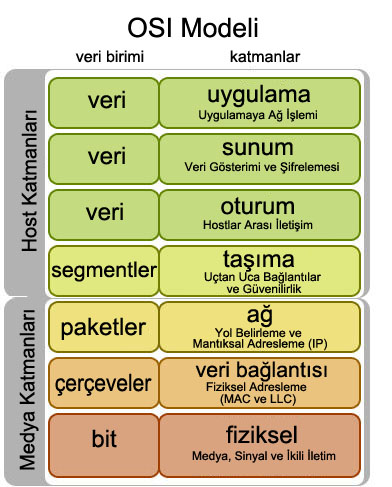 OSI Modeli
veri birimi katmanlar
Host Katmanları
veri uygulama
Uygulamaya Ağ İşlemi
veri sunum
Veri Gösterimi ve Şifrelemesi
veri oturum
Hostlar Arası İletişim
segmentler taşıma
Uçtan Uca Bağlantılar
ve Güvenilirlik
Medya Katmanları
paketler ağ
Yol Belirleme ve
Mantıksal Adresleme (IP)
çerçeveler veri bağlantısı
Fiziksel Adresleme
(MAC ve LLC)
bit fiziksel
Medya, Sinyal ve İkili İletim